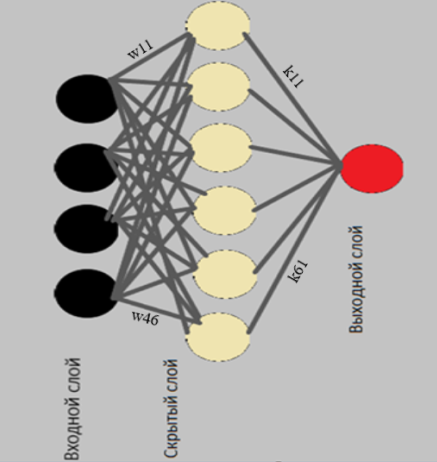 w11
k11
w46
k61
Входной слой
Скрытый слой
Выходной слой